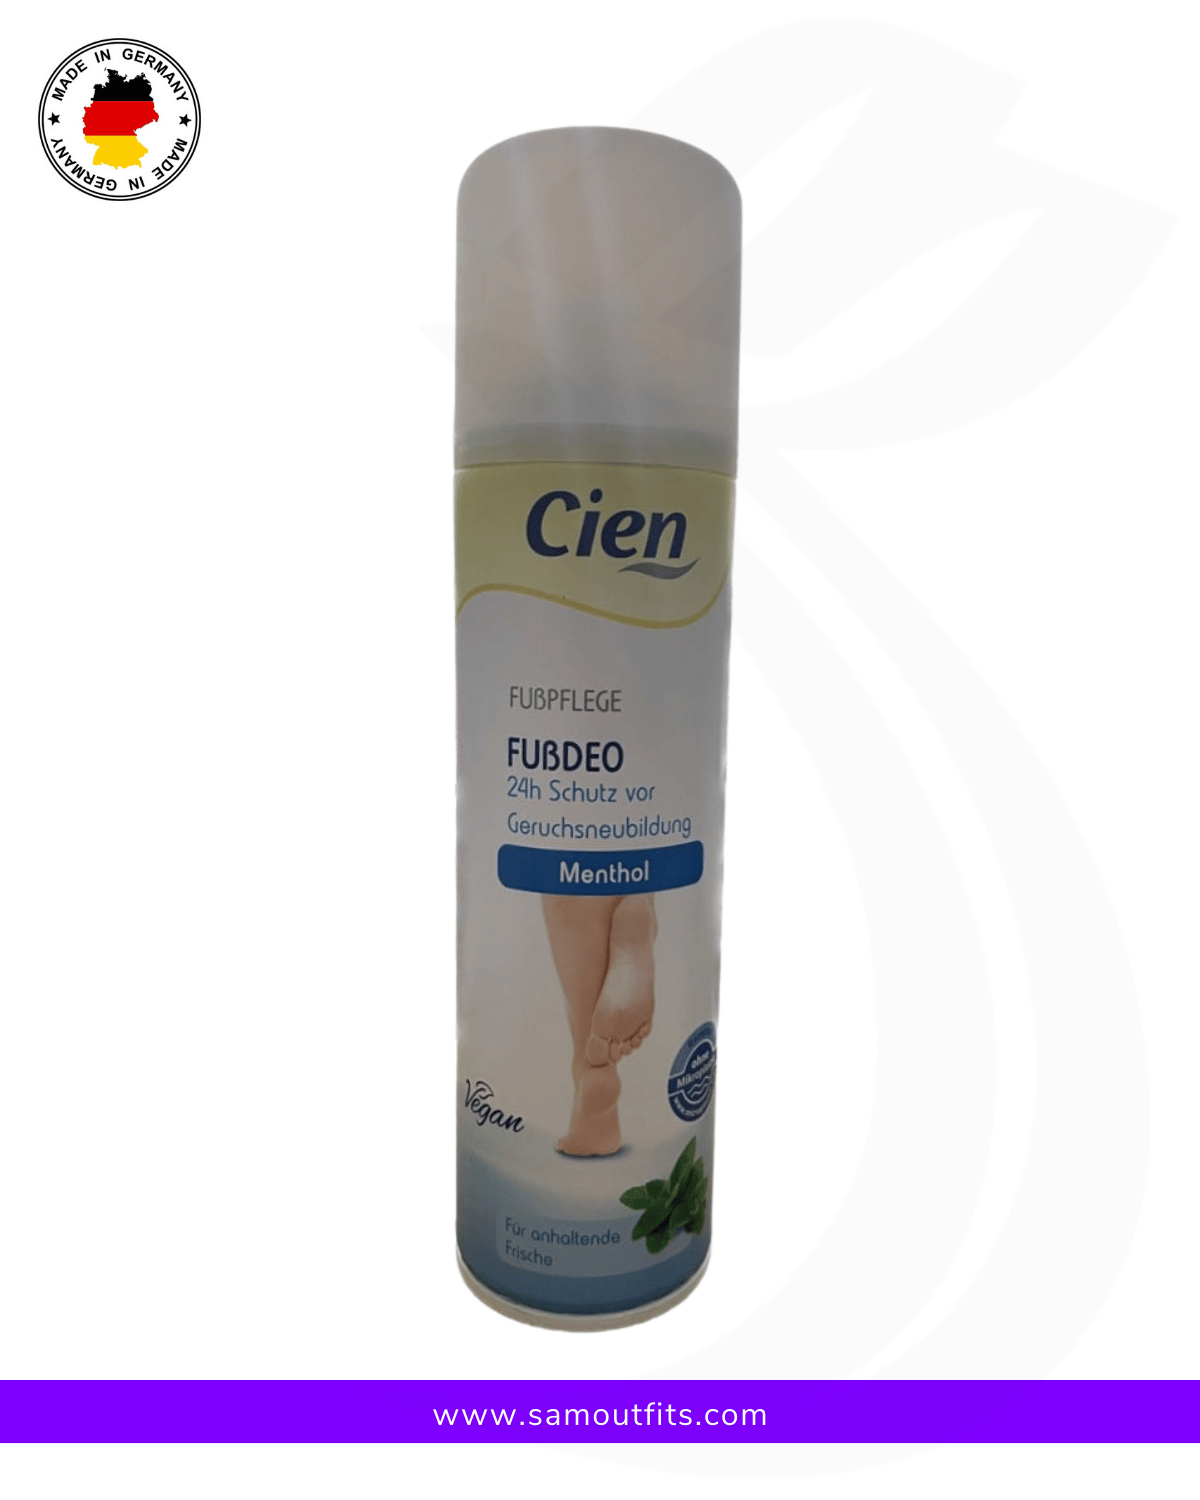 MADE IN GERMANY
MADE IN GERMANY
Cien
FUẞPFLEGE
FUẞDEO
24h Schutz vor
Geruchsneubildung
Menthol
ohne
Vegan
Für anhaltende
Frische
www.samoutfits.com